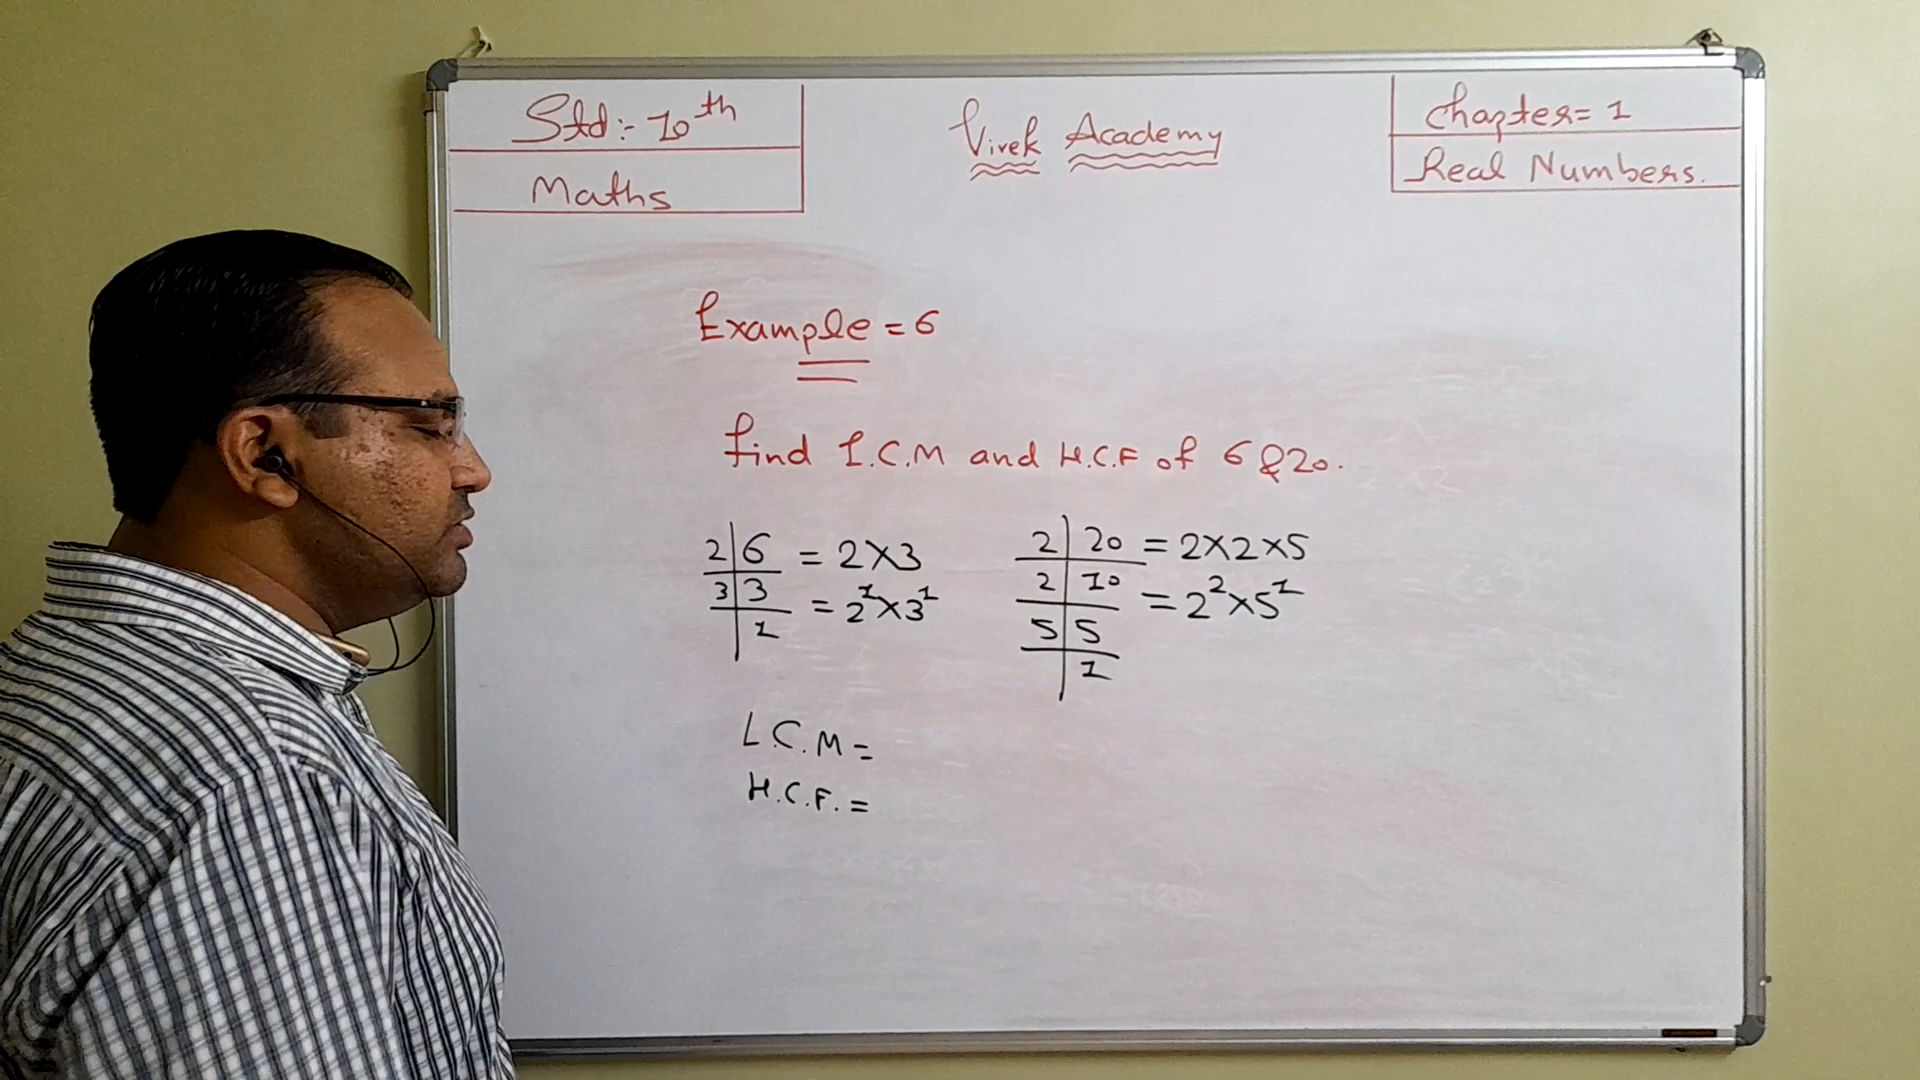 Std:- 10th
Maths
Vivek Academy
Chapter= 1
Real Numbers.
Example = 6
find L.C.M and H.C.F of 6 & 20.
2 | 6 = 2×3
3 | 3 = 2¹×3¹
1
2 | 20 = 2×2×5
2 | 10 = 2²×5¹
5 | 5
1
L.C.M =
H.C.F. =